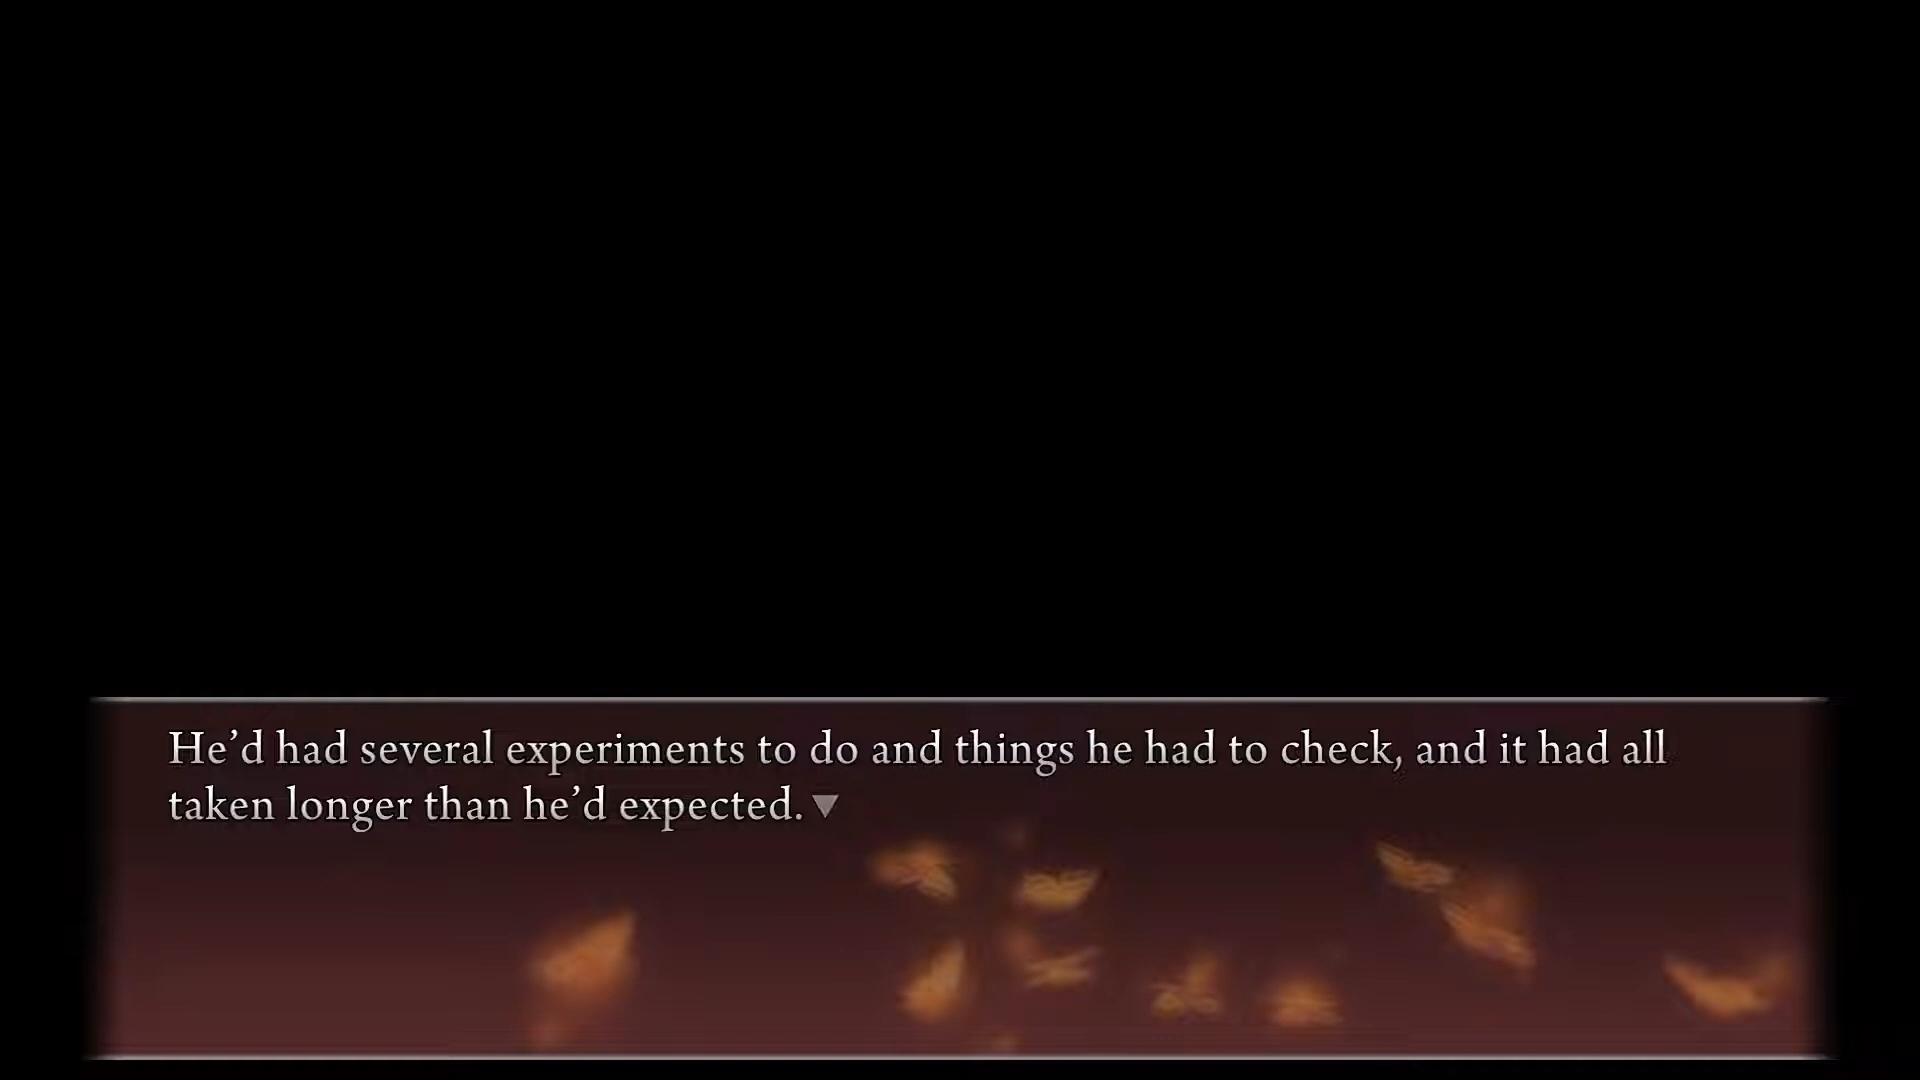 He’d had several experiments to do and things he had to check, and it had all
taken longer than he’d expected.